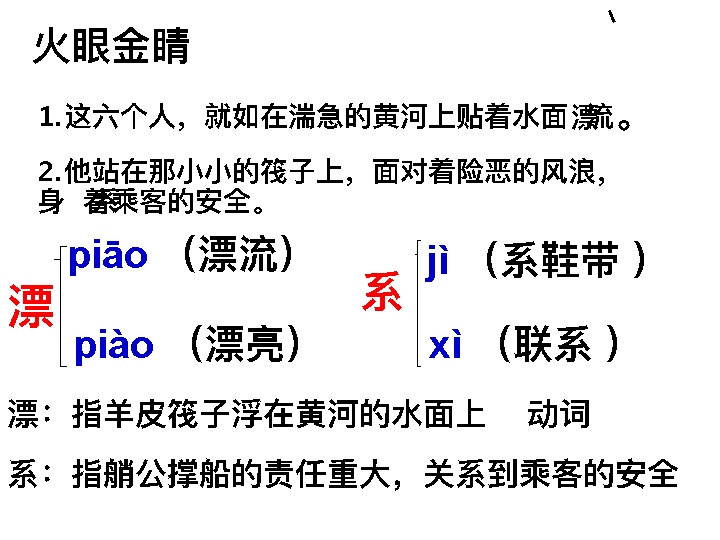 火眼金睛
1.这六个人，就如在湍急的黄河上贴着水面漂流。
2.他站在那小小的筏子上，面对着险恶的风浪，
身系着乘客的安全。
piāo （漂流）
漂
piào （漂亮）
jì （系鞋带 ）
系
xì （联系 ）
漂：指羊皮筏子浮在黄河的水面上 动词
系：指艄公撑船的责任重大，关系到乘客的安全